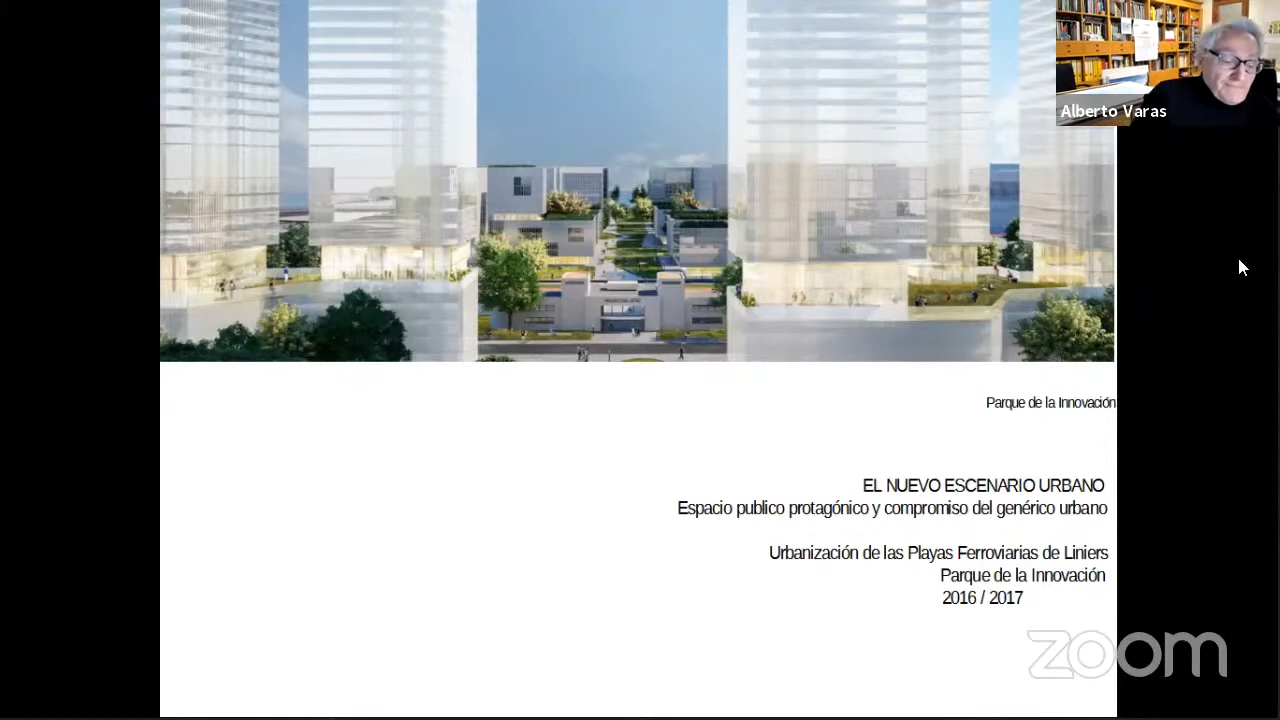 Alberto Varas
Parque de la Innovación
EL NUEVO ESCENARIO URBANO
Espacio publico protagónico y compromiso del genérico urbano
Urbanización de las Playas Ferroviarias de Liniers
Parque de la Innovación
2016 / 2017
zoom